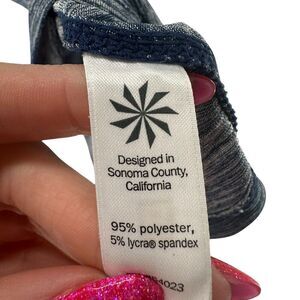 Designed in
Sonoma County,
California
95% polyester,
5% lycra® spandex